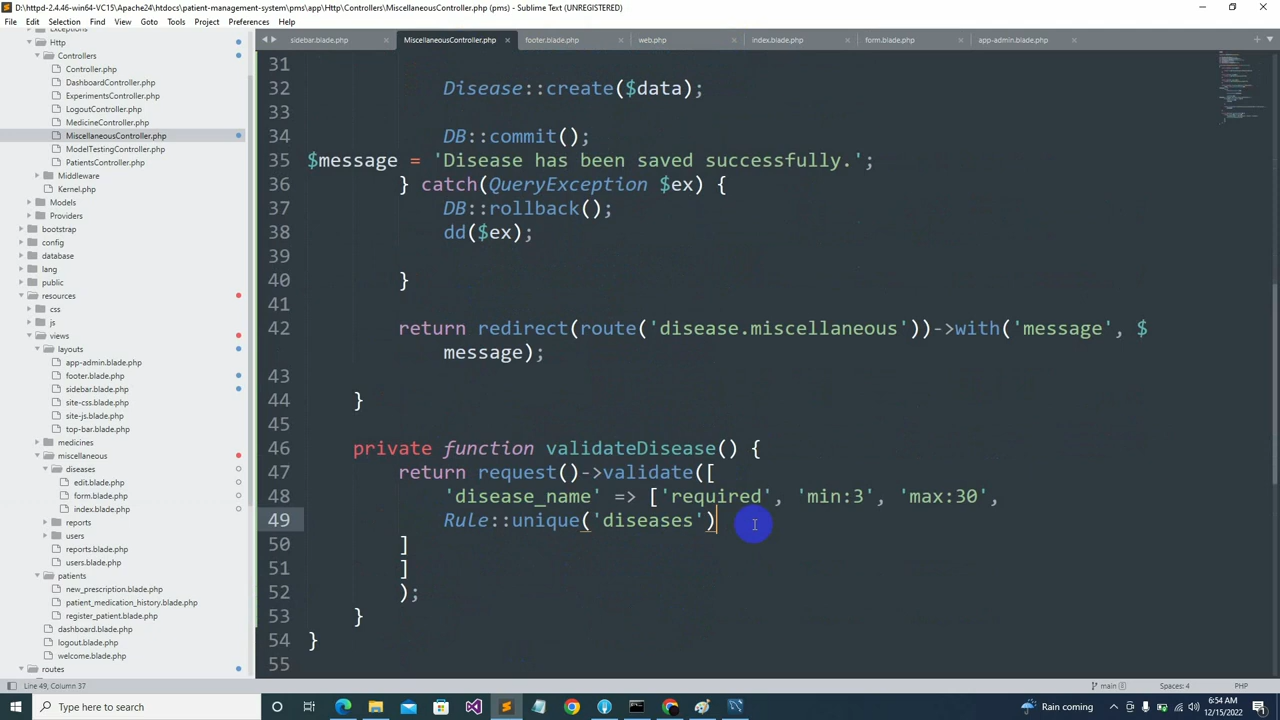 D:\httpd-2.4.46-win64-VC15\Apache24\htdocs\patient-management-system\pms\app\Http\Controllers\MiscellaneousController.php (pms) - Sublime Text (UNREGISTERED)
File Edit Selection Find View Goto Tools Project Preferences Help
sidebar.blade.php MiscellaneousController.php footer.blade.php web.php index.blade.php form.blade.php app-admin.blade.php
Exceptions
Http
Controllers
Controller.php
DashboardController.php
ExperimentsController.php
LogoutController.php
MedicineController.php
MiscellaneousController.php
ModelTestingController.php
PatientsController.php
Middleware
Kernel.php
Models
Providers
bootstrap
config
database
lang
public
resources
css
js
views
layouts
app-admin.blade.php
footer.blade.php
sidebar.blade.php
site-css.blade.php
site-js.blade.php
top-bar.blade.php
medicines
miscellaneous
diseases
edit.blade.php
form.blade.php
index.blade.php
reports
users
reports.blade.php
users.blade.php
patients
new_prescription.blade.php
patient_medication_history.blade.php
register_patient.blade.php
dashboard.blade.php
logout.blade.php
welcome.blade.php
routes
31
32 Disease::create($data);
33
34 DB::commit();
35 $message = 'Disease has been saved successfully.';
36 } catch(QueryException $ex) {
37 DB::rollback();
38 dd($ex);
39
40 }
41
42 return redirect(route('disease.miscellaneous'))->with('message', $
message);
43
44 }
45
46 private function validateDisease() {
47 return request()->validate([
48 'disease_name' => ['required', 'min:3', 'max:30',
49 Rule::unique('diseases')
50 ]
51 ]
52 );
53 }
54 }
55
Line 49, Column 37 main 8 Spaces: 4 PHP
Type here to search Rain coming 6:54 AM
12/15/2022